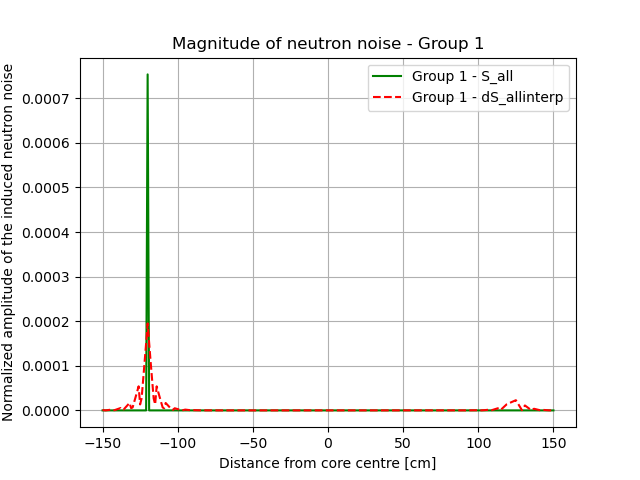 Magnitude of neutron noise - Group 1
Normalized amplitude of the induced neutron noise
0.0007
0.0006
0.0005
0.0004
0.0003
0.0002
0.0001
0.0000
Group 1 - S_all
Group 1 - dS_allinterp
−150 −100 −50 0 50 100 150
Distance from core centre [cm]